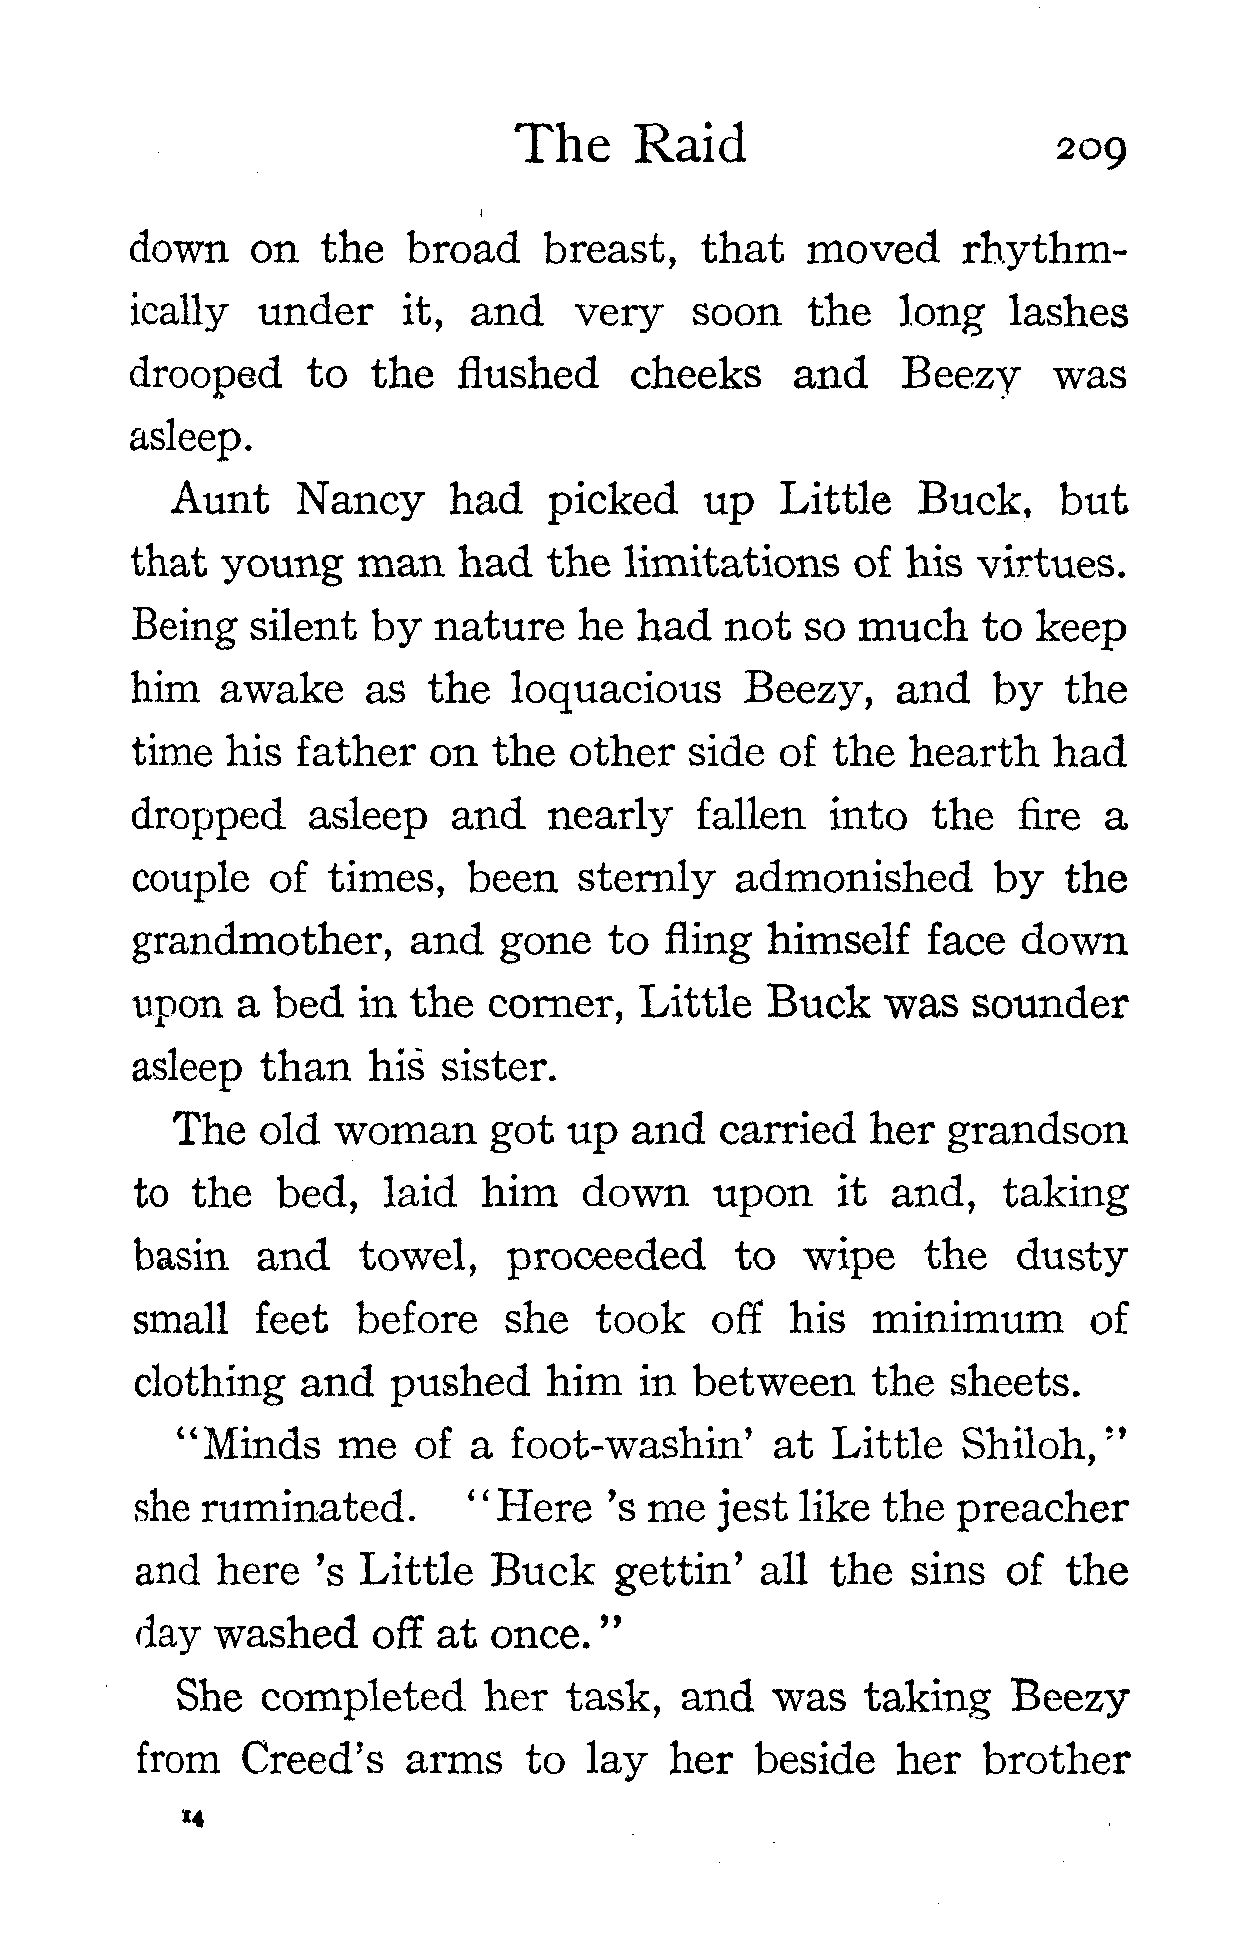 The Raid 209
down on the broad breast, that moved rhythm-
ically under it, and very soon the long lashes
drooped to the flushed cheeks and Beezy was
asleep.
Aunt Nancy had picked up Little Buck, but
that young man had the limitations of his virtues.
Being silent by nature he had not so much to keep
him awake as the loquacious Beezy, and by the
time his father on the other side of the hearth had
dropped asleep and nearly fallen into the fire a
couple of times, been sternly admonished by the
grandmother, and gone to fling himself face down
upon a bed in the corner, Little Buck was sounder
asleep than his sister.
The old woman got up and carried her grandson
to the bed, laid him down upon it and, taking
basin and towel, proceeded to wipe the dusty
small feet before she took off his minimum of
clothing and pushed him in between the sheets.
"Minds me of a foot-washin' at Little Shiloh,"
she ruminated. "Here 's me jest like the preacher
and here 's Little Buck gettin' all the sins of the
day washed off at once."
She completed her task, and was taking Beezy
from Creed's arms to lay her beside her brother
14